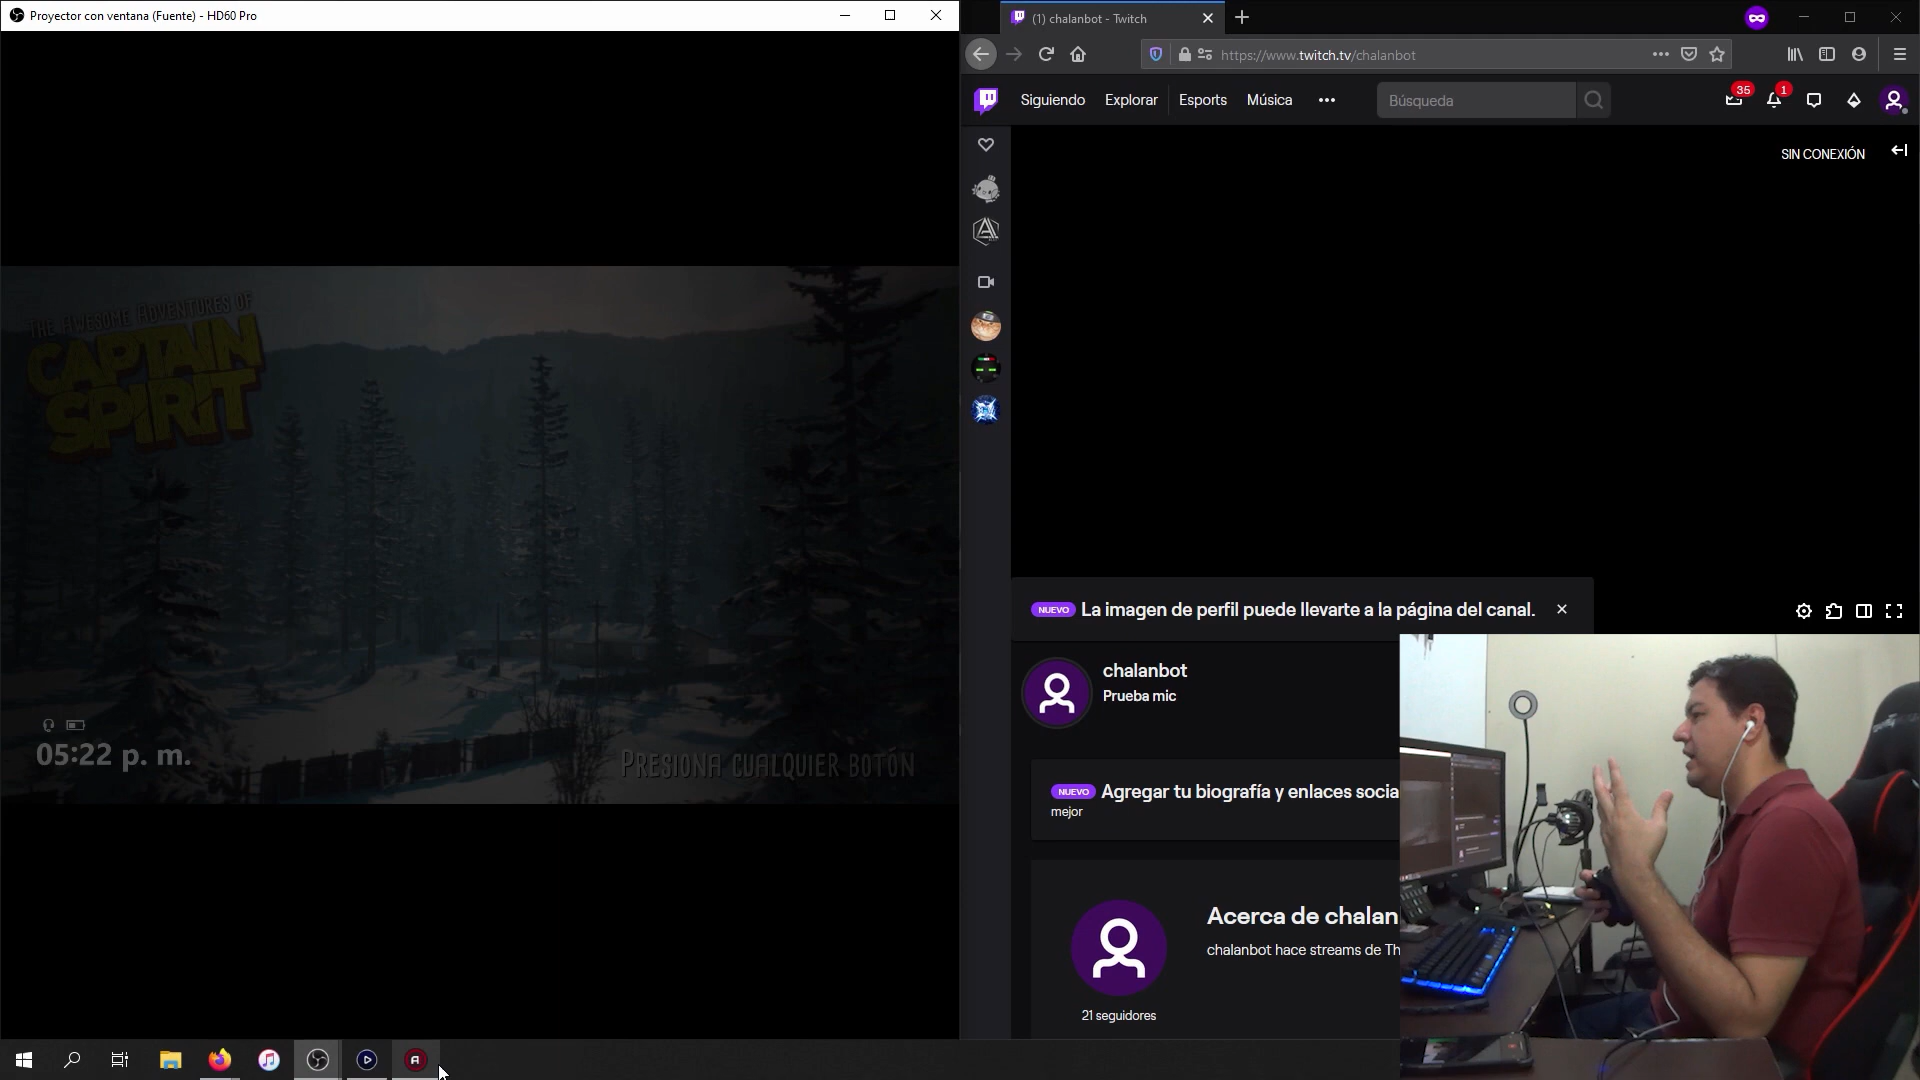 Proyector con ventana (Fuente) - HD60 Pro
(1) chalanbot - Twitch
https://www.twitch.tv/chalanbot
Siguiendo
Explorar
Esports
Música
Búsqueda
35
1
SIN CONEXIÓN
THE AWESOME ADVENTURES OF
CAPTAIN
SPIRIT
05:22 p. m.
PRESIONA CUALQUIER BOTÓN
NUEVO La imagen de perfil puede llevarte a la página del canal.
chalanbot
Prueba mic
NUEVO Agregar tu biografía y enlaces socia
mejor
Acerca de chalan
chalanbot hace streams de Th
21 seguidores